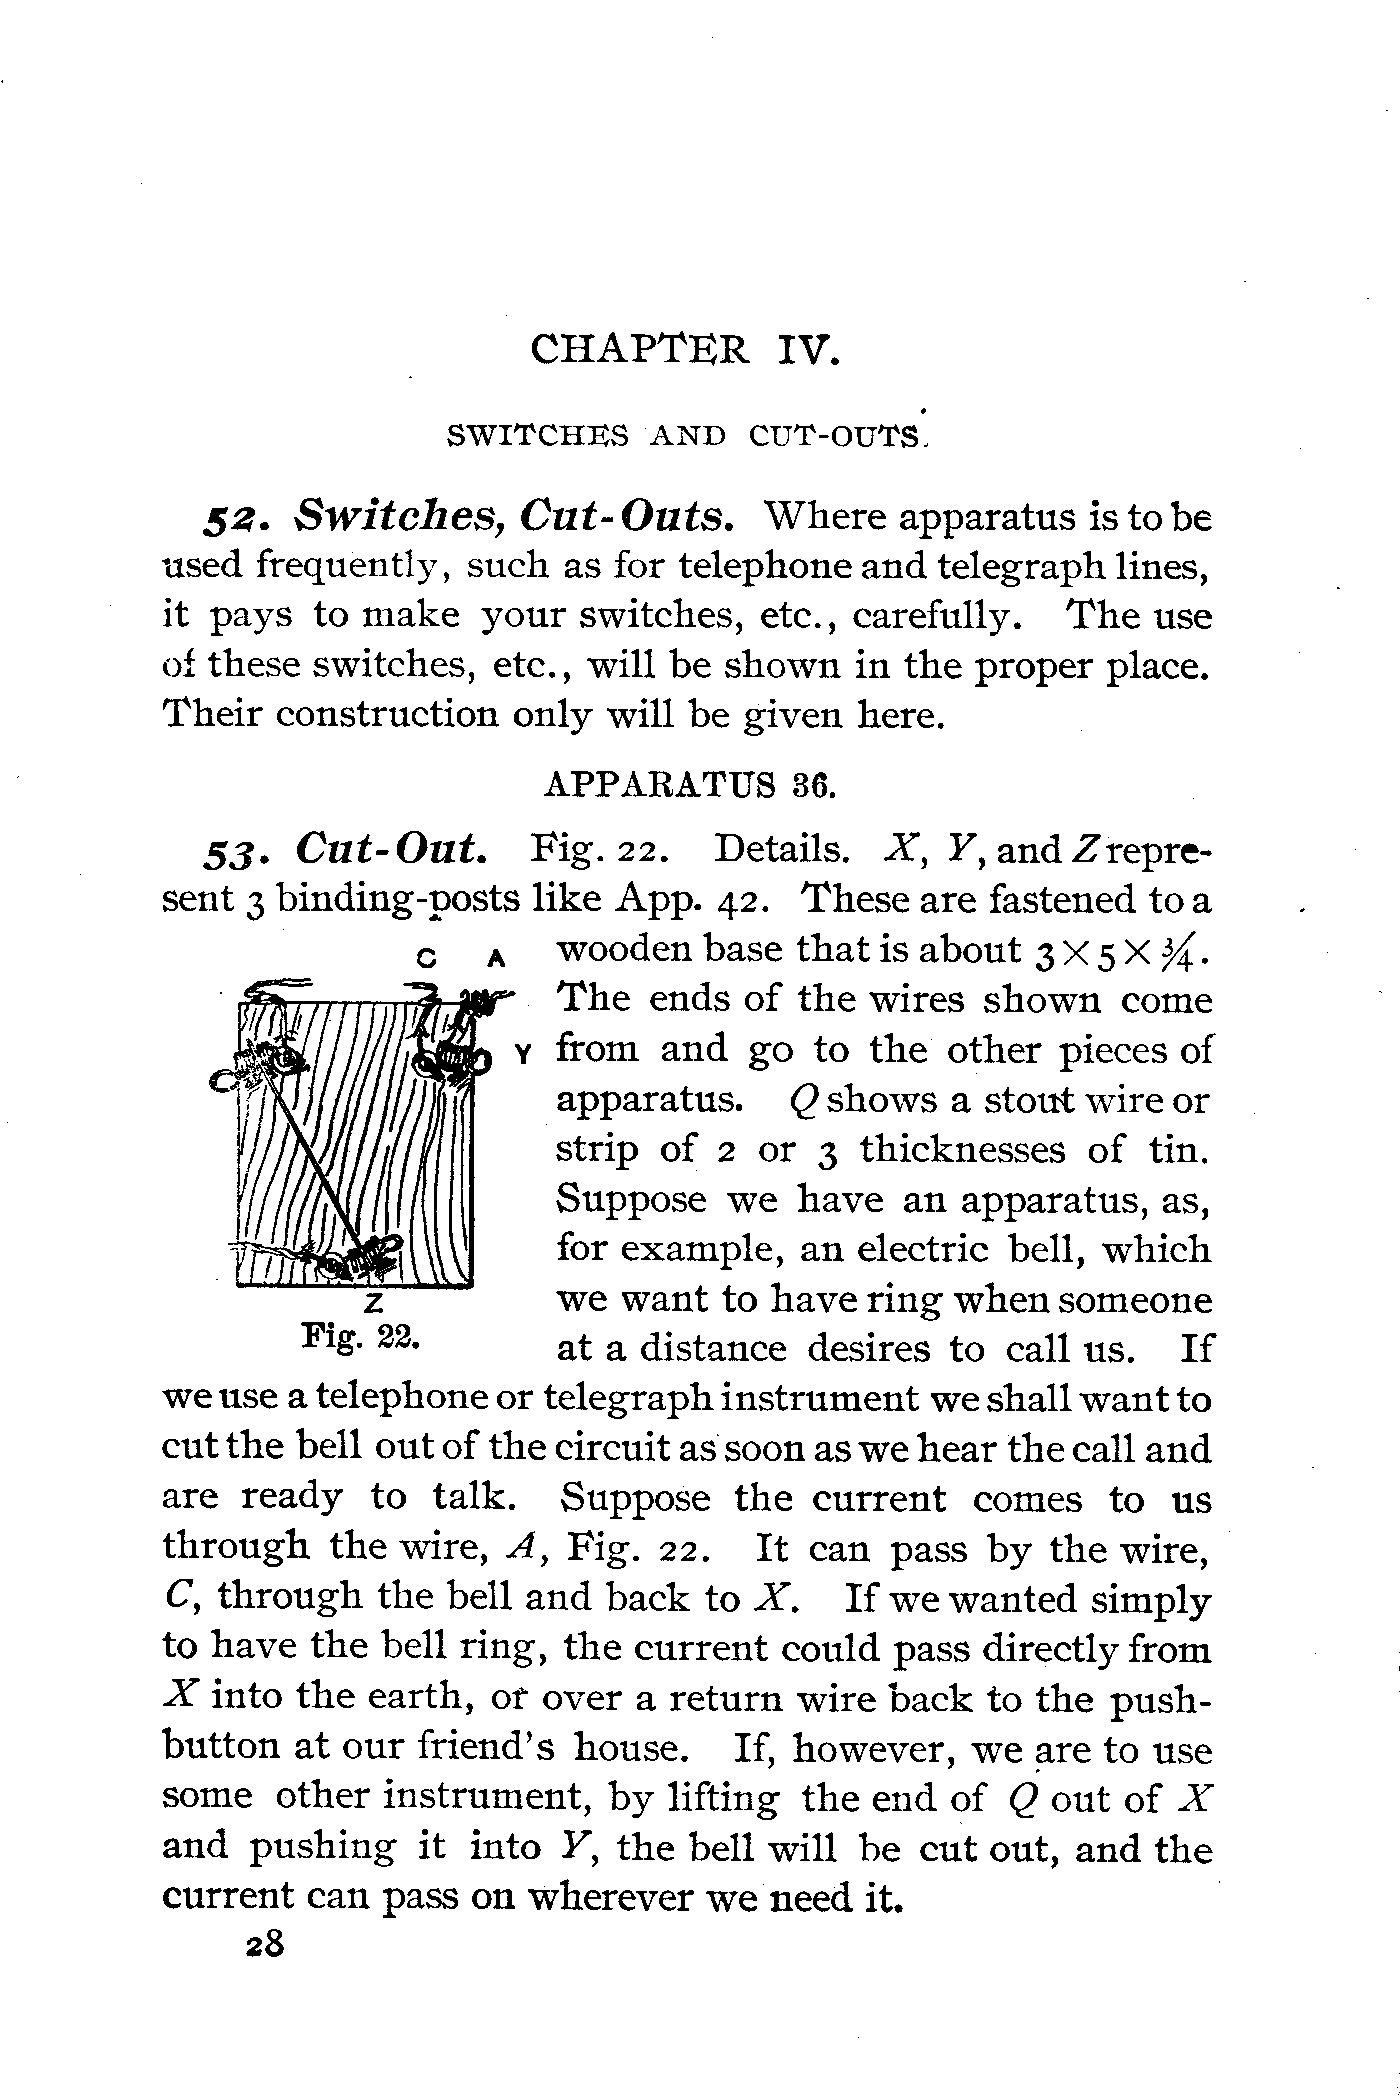 CHAPTER IV.
SWITCHES AND CUT-OUTS.
52. Switches, Cut-Outs. Where apparatus is to be
used frequently, such as for telephone and telegraph lines,
it pays to make your switches, etc., carefully. The use
of these switches, etc., will be shown in the proper place.
Their construction only will be given here.
APPARATUS 36.
53. Cut-Out. Fig. 22. Details. X, Y, and Z repre-
sent 3 binding-posts like App. 42. These are fastened to a
wooden base that is about 3 × 5 × ¾.
The ends of the wires shown come
from and go to the other pieces of
apparatus. Q shows a stout wire or
strip of 2 or 3 thicknesses of tin.
Suppose we have an apparatus, as,
for example, an electric bell, which
we want to have ring when someone
at a distance desires to call us. If
C A
Y
Z
Fig. 22.
we use a telephone or telegraph instrument we shall want to
cut the bell out of the circuit as soon as we hear the call and
are ready to talk. Suppose the current comes to us
through the wire, A, Fig. 22. It can pass by the wire,
C, through the bell and back to X. If we wanted simply
to have the bell ring, the current could pass directly from
X into the earth, or over a return wire back to the push-
button at our friend's house. If, however, we are to use
some other instrument, by lifting the end of Q out of X
and pushing it into Y, the bell will be cut out, and the
current can pass on wherever we need it.
28